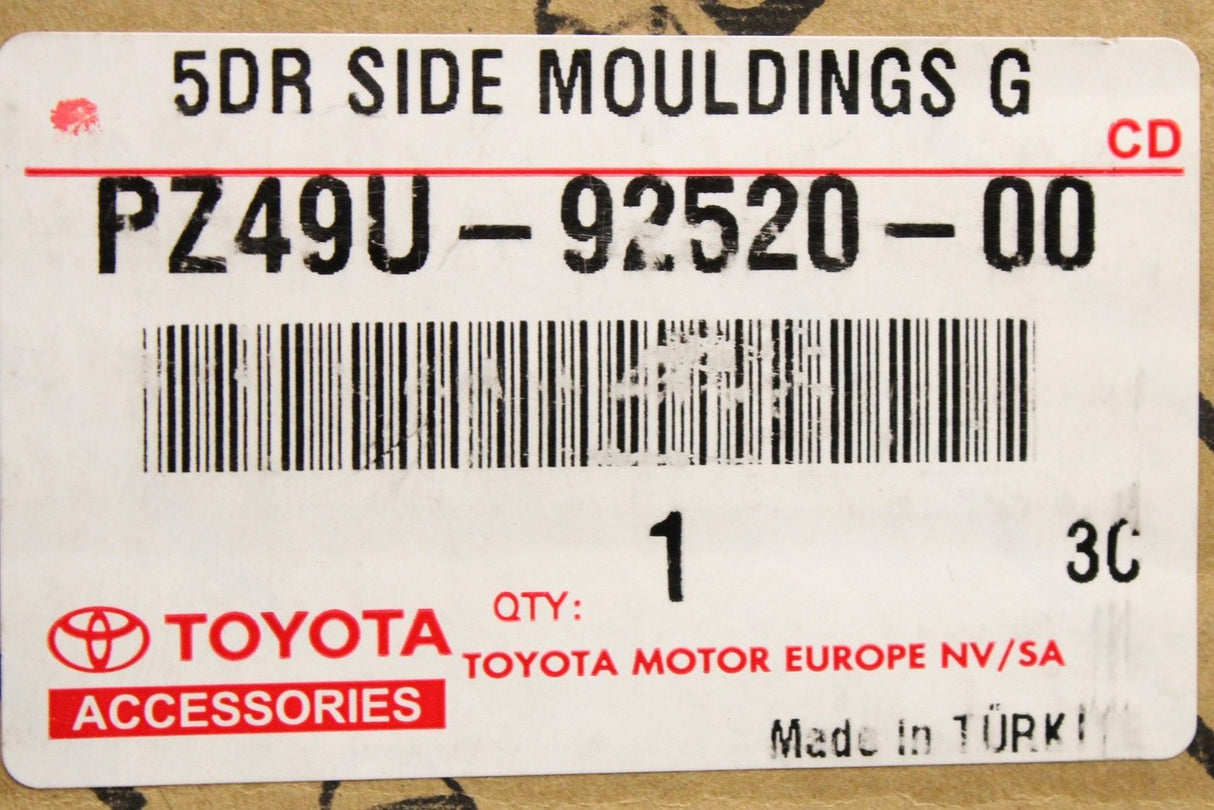 5DR SIDE MOULDINGS G
CD
PZ49U-92520-00
1
3C
QTY:
TOYOTA
TOYOTA MOTOR EUROPE NV/SA
ACCESSORIES
Made In